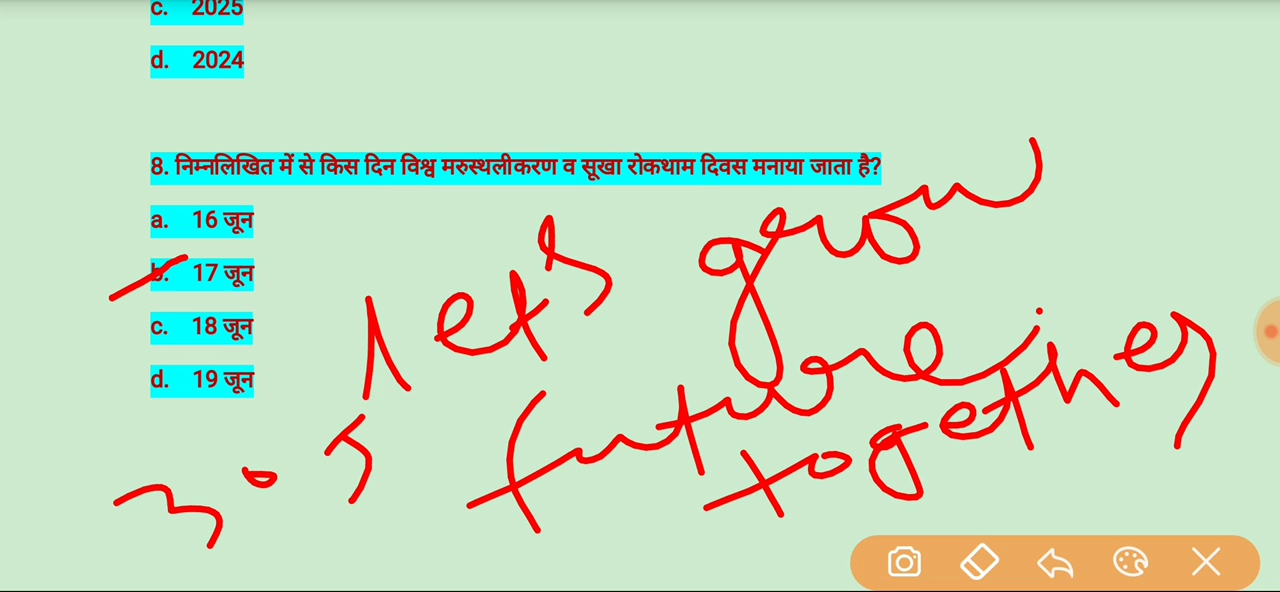 c. 2025
d. 2024
8. निम्नलिखित में से किस दिन विश्व मरुस्थलीकरण व सूखा रोकथाम दिवस मनाया जाता है?
a. 16 जून
b. 17 जून
c. 18 जून
d. 19 जून
let's grow
future
together